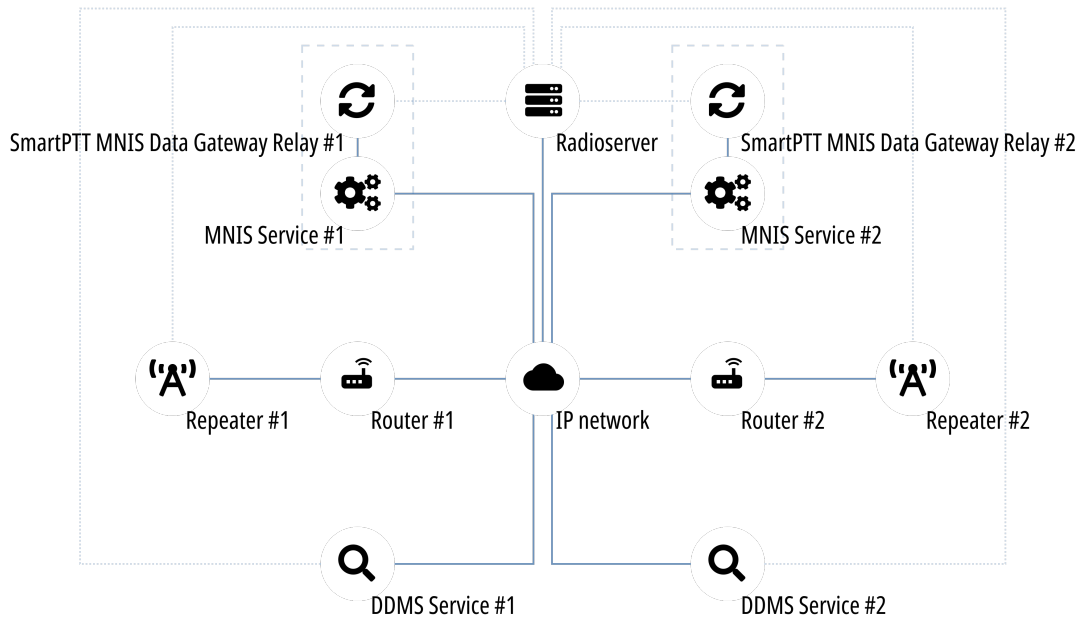 SmartPTT MNIS Data Gateway Relay #1
Radioserver
SmartPTT MNIS Data Gateway Relay #2
MNIS Service #1
MNIS Service #2
Repeater #1
Router #1
IP network
Router #2
Repeater #2
DDMS Service #1
DDMS Service #2